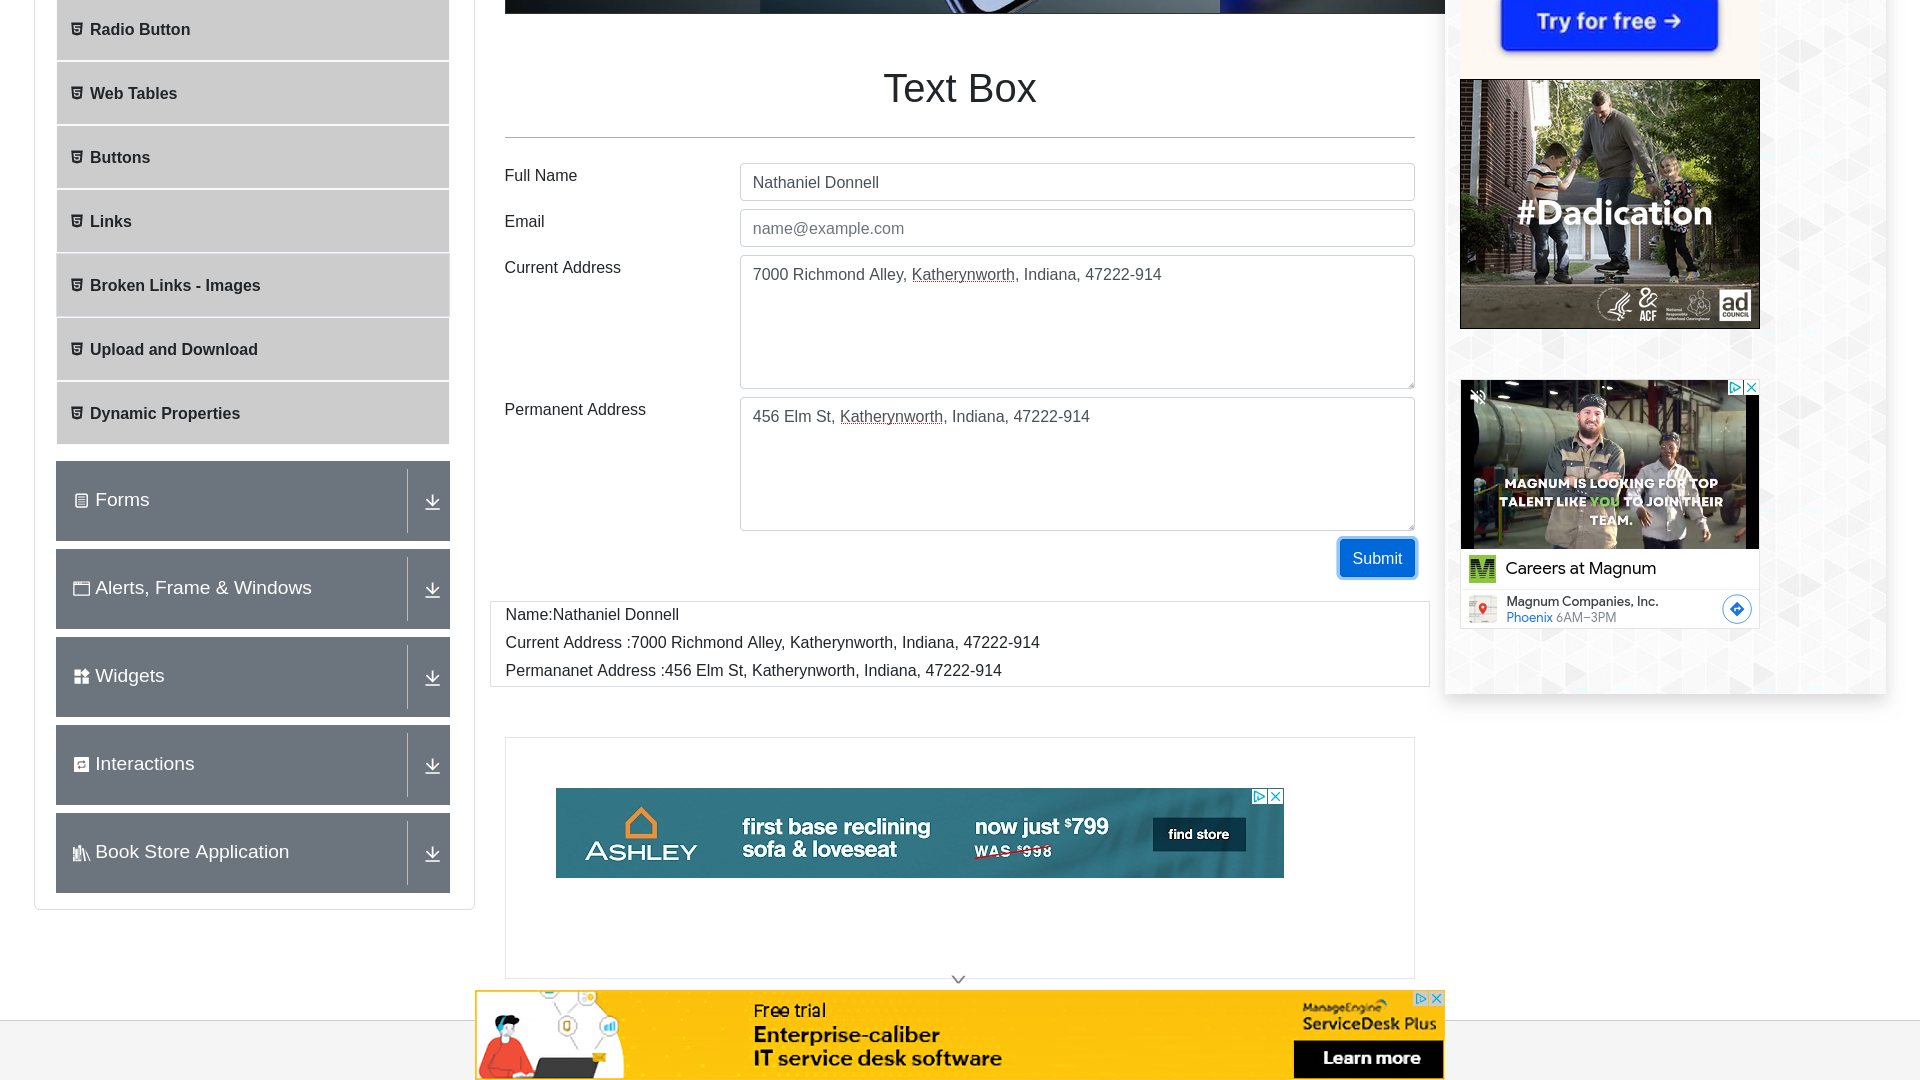 Radio Button
Web Tables
Buttons
Links
Broken Links - Images
Upload and Download
Dynamic Properties
Forms
Alerts, Frame & Windows
Widgets
Interactions
Book Store Application
Text Box
Full Name
Nathaniel Donnell
Email
name@example.com
Current Address
7000 Richmond Alley, Katherynworth, Indiana, 47222-914
Permanent Address
456 Elm St, Katherynworth, Indiana, 47222-914
Submit
Name:Nathaniel Donnell
Current Address :7000 Richmond Alley, Katherynworth, Indiana, 47222-914
Permananet Address :456 Elm St, Katherynworth, Indiana, 47222-914
ASHLEY
first base reclining
sofa & loveseat
now just $799
WAS $998
find store
Free trial
Enterprise-caliber
IT service desk software
ManageEngine
ServiceDesk Plus
Learn more
Try for free →
#Dadication
&
ACF
ad
COUNCIL
MAGNUM IS LOOKING FOR TOP
TALENT LIKE YOU TO JOIN THEIR
TEAM.
Careers at Magnum
Magnum Companies, Inc.
Phoenix 6AM–3PM